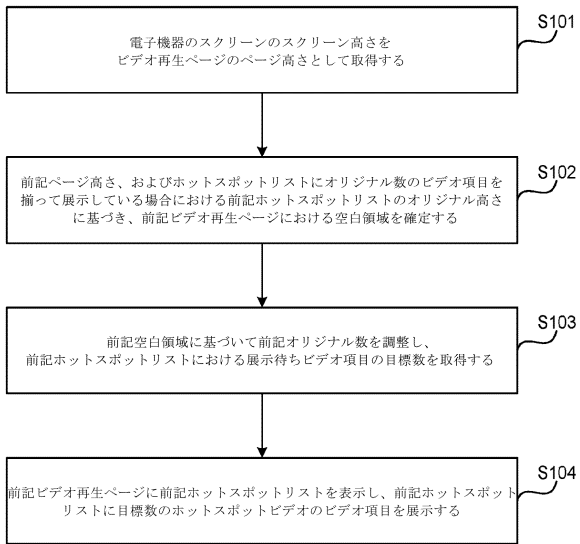 S101
電子機器のスクリーンのスクリーン高さを
ビデオ再生ページのページ高さとして取得する
S102
前記ページ高さ、およびホットスポットリストにオリジナル数のビデオ項目を
揃って展示している場合における前記ホットスポットリストのオリジナル高さ
に基づき、前記ビデオ再生ページにおける空白領域を確定する
S103
前記空白領域に基づいて前記オリジナル数を調整し、
前記ホットスポットリストにおける展示待ちビデオ項目の目標数を取得する
S104
前記ビデオ再生ページに前記ホットスポットリストを表示し、前記ホットスポット
リストに目標数のホットスポットビデオのビデオ項目を展示する